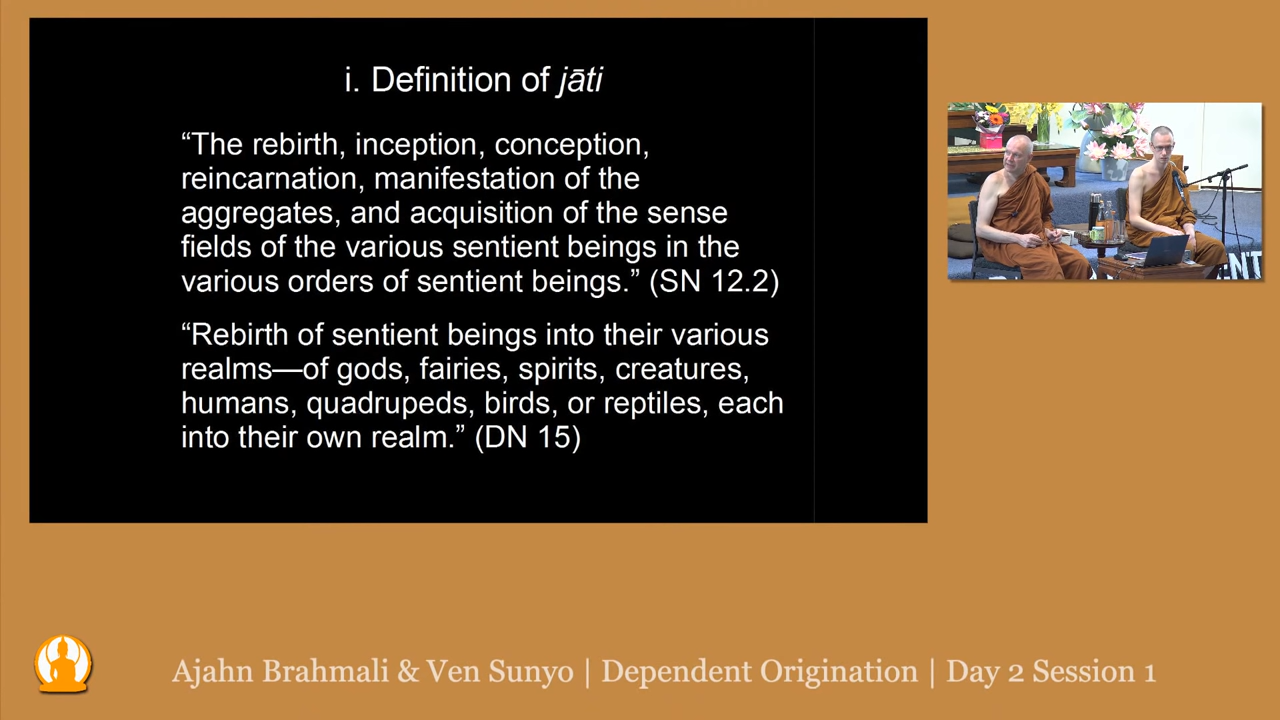 i. Definition of jāti
“The rebirth, inception, conception,
reincarnation, manifestation of the
aggregates, and acquisition of the sense
fields of the various sentient beings in the
various orders of sentient beings.” (SN 12.2)
“Rebirth of sentient beings into their various
realms—of gods, fairies, spirits, creatures,
humans, quadrupeds, birds, or reptiles, each
into their own realm.” (DN 15)
Ajahn Brahmali & Ven Sunyo | Dependent Origination | Day 2 Session 1